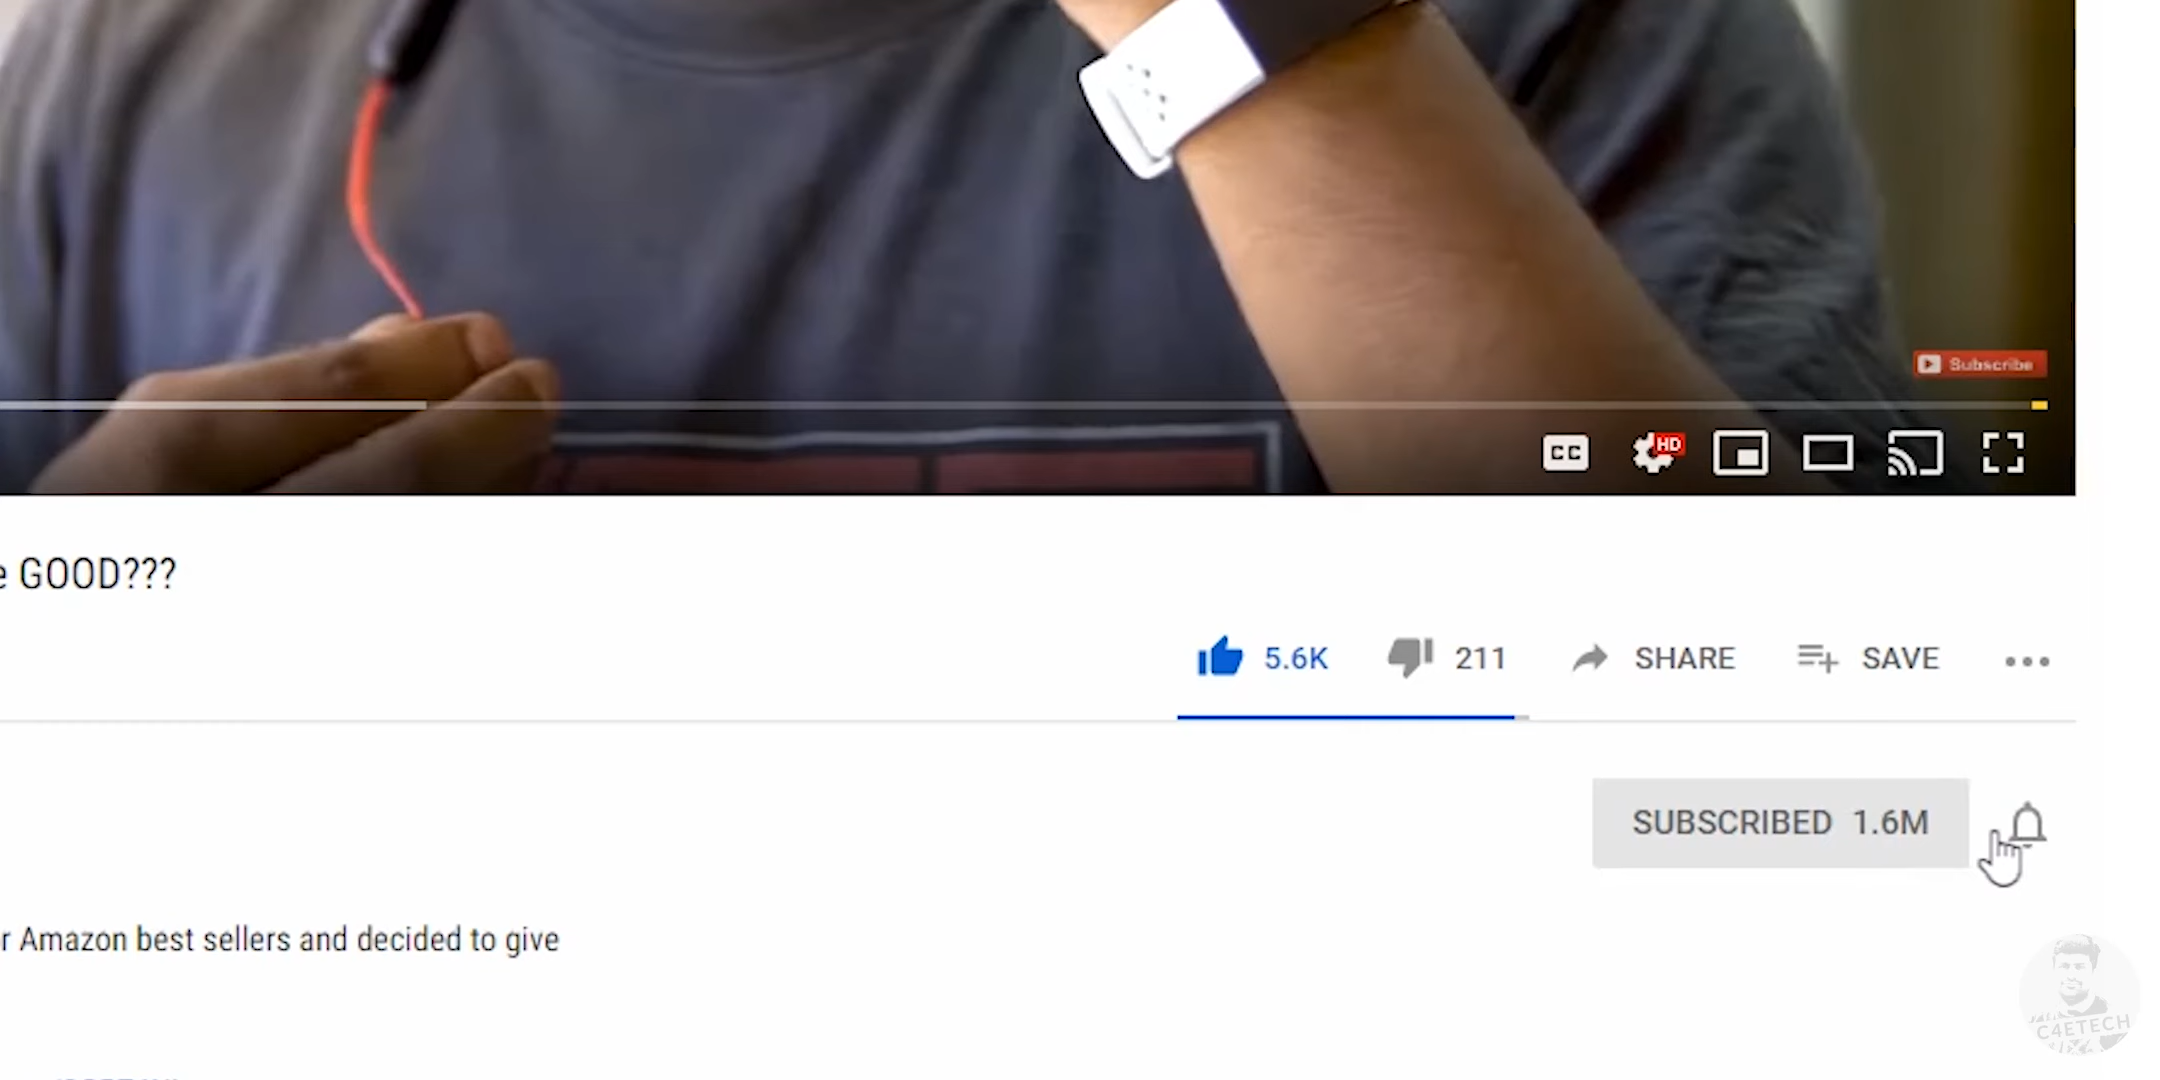 Subscribe
CC
HD
e GOOD???
5.6K 211 SHARE SAVE
SUBSCRIBED 1.6M
r Amazon best sellers and decided to give
C4ETECH